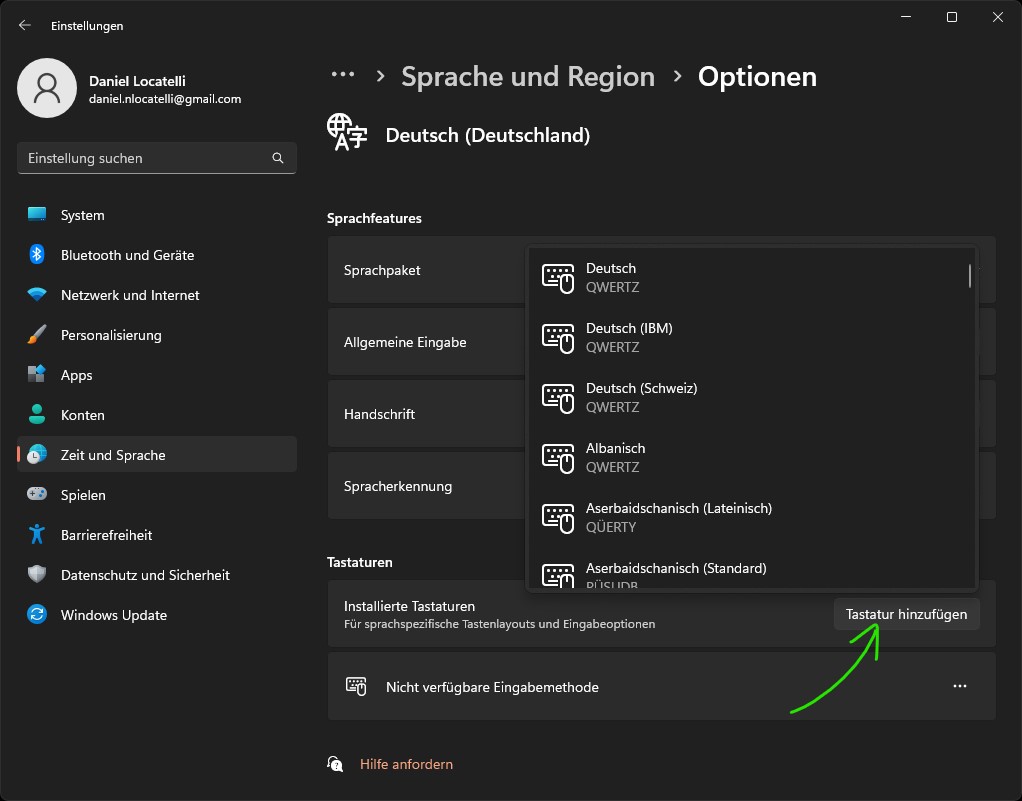 Einstellungen
Daniel Locatelli
daniel.nlocatelli@gmail.com
Einstellung suchen
System
Bluetooth und Geräte
Netzwerk und Internet
Personalisierung
Apps
Konten
Zeit und Sprache
Spielen
Barrierefreiheit
Datenschutz und Sicherheit
Windows Update
... > Sprache und Region > Optionen
Deutsch (Deutschland)
Sprachfeatures
Sprachpaket
Allgemeine Eingabe
Handschrift
Spracherkennung
Deutsch
QWERTZ
Deutsch (IBM)
QWERTZ
Deutsch (Schweiz)
QWERTZ
Albanisch
QWERTZ
Aserbaidschanisch (Lateinisch)
QÜERTY
Aserbaidschanisch (Standard)
Tastaturen
Installierte Tastaturen
Für sprachspezifische Tastenlayouts und Eingabeoptionen
Tastatur hinzufügen
Nicht verfügbare Eingabemethode
Hilfe anfordern